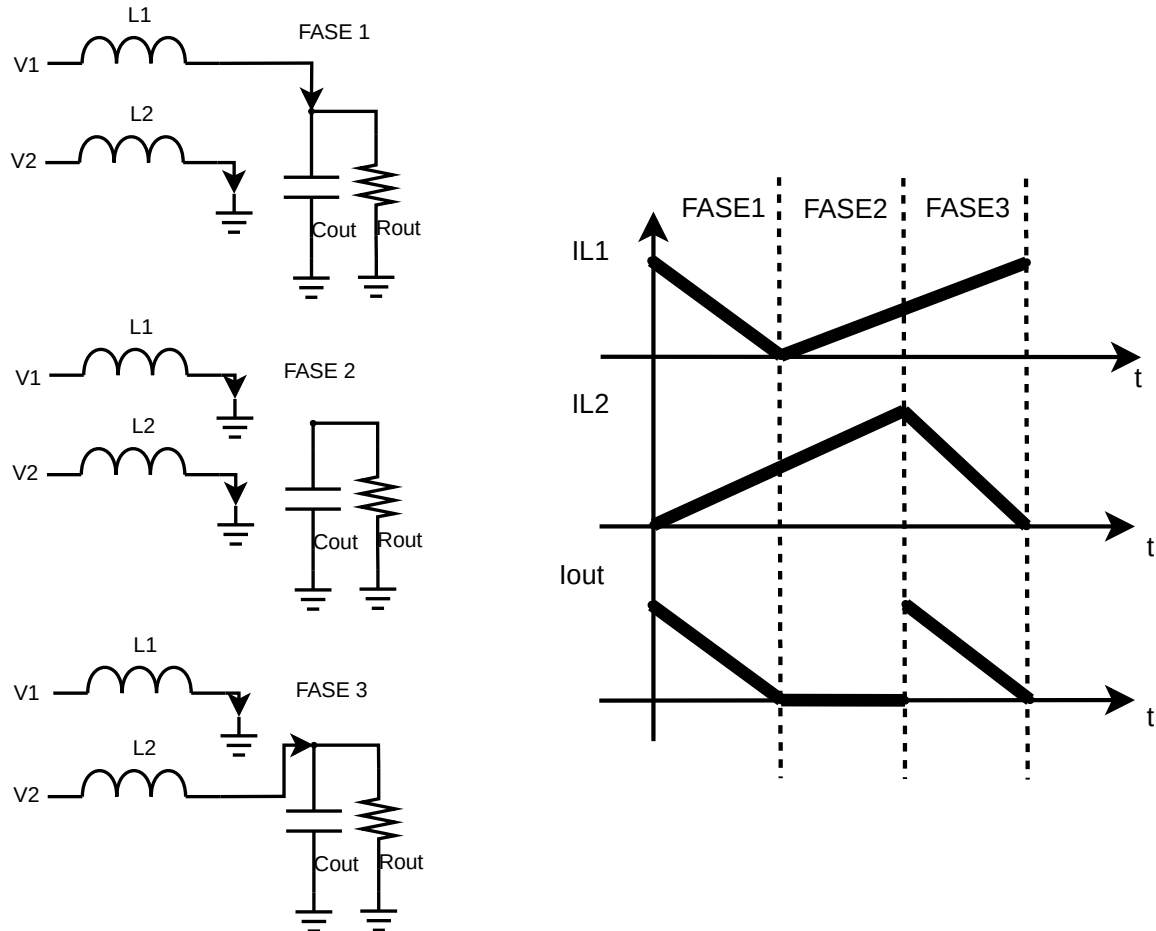 L1
FASE 1
V1
L2
V2
Cout
Rout
L1
FASE 2
V1
L2
V2
Cout
Rout
L1
FASE 3
V1
L2
V2
Cout
Rout
FASE1
FASE2
FASE3
IL1
t
IL2
t
Iout
t